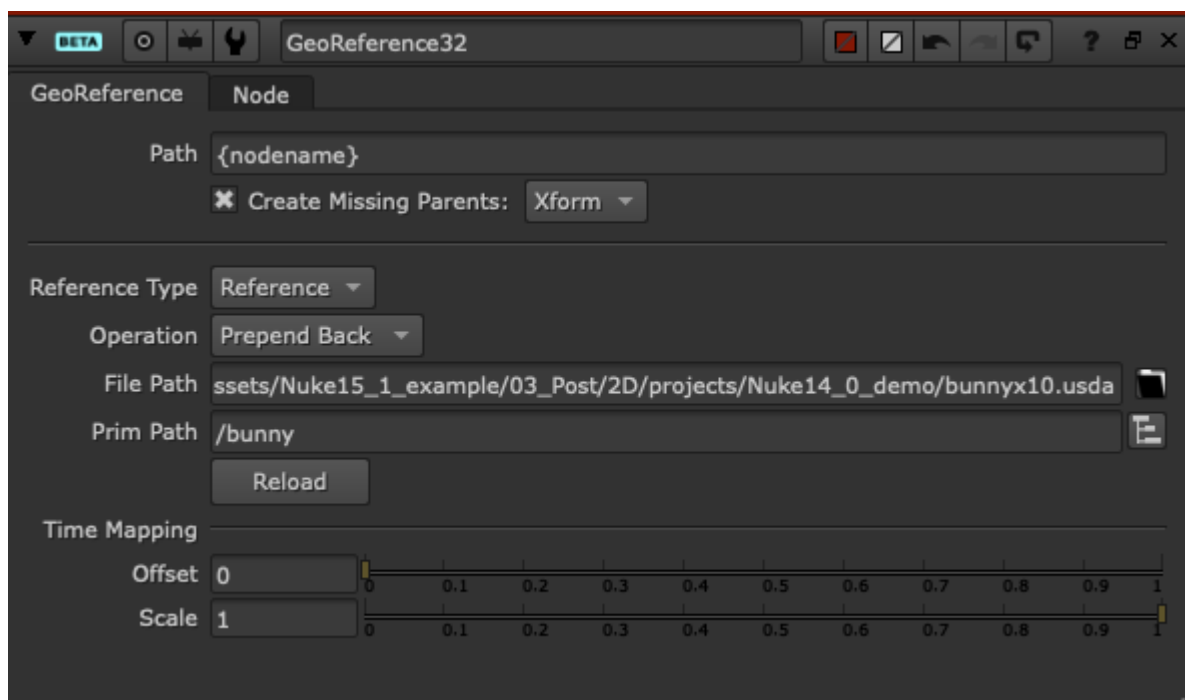 BETA GeoReference32 ?
GeoReference Node
Path {nodename}
Create Missing Parents: Xform
Reference Type Reference
Operation Prepend Back
File Path ssets/Nuke15_1_example/03_Post/2D/projects/Nuke14_0_demo/bunnyx10.usda
Prim Path /bunny
Reload
Time Mapping
Offset 0 0 0.1 0.2 0.3 0.4 0.5 0.6 0.7 0.8 0.9 1
Scale 1 0 0.1 0.2 0.3 0.4 0.5 0.6 0.7 0.8 0.9 1